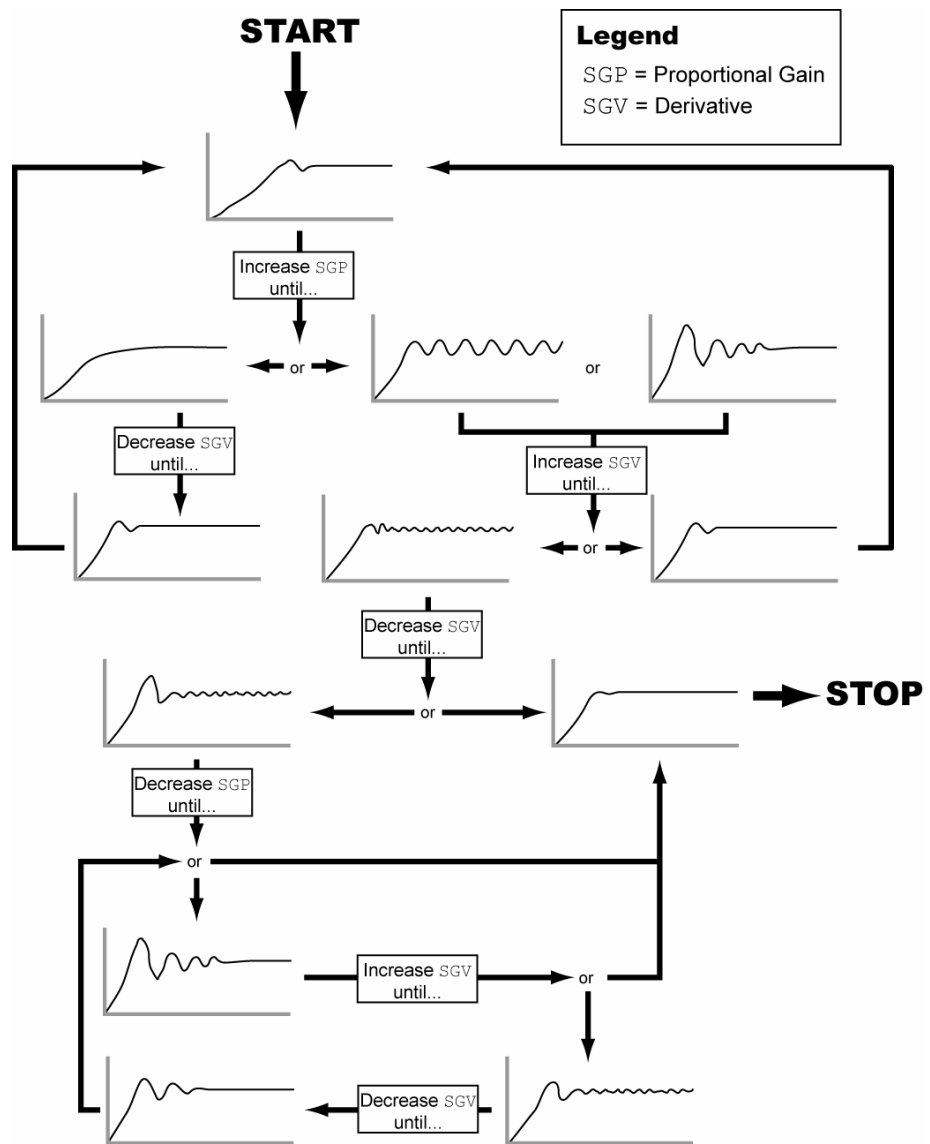 START
Legend
SGP = Proportional Gain
SGV = Derivative
Increase SGP
until...
or
or
Decrease SGV
until...
Increase SGV
until...
or
Decrease SGV
until...
or
STOP
Decrease SGP
until...
or
Increase SGV
until...
or
Decrease SGV
until...